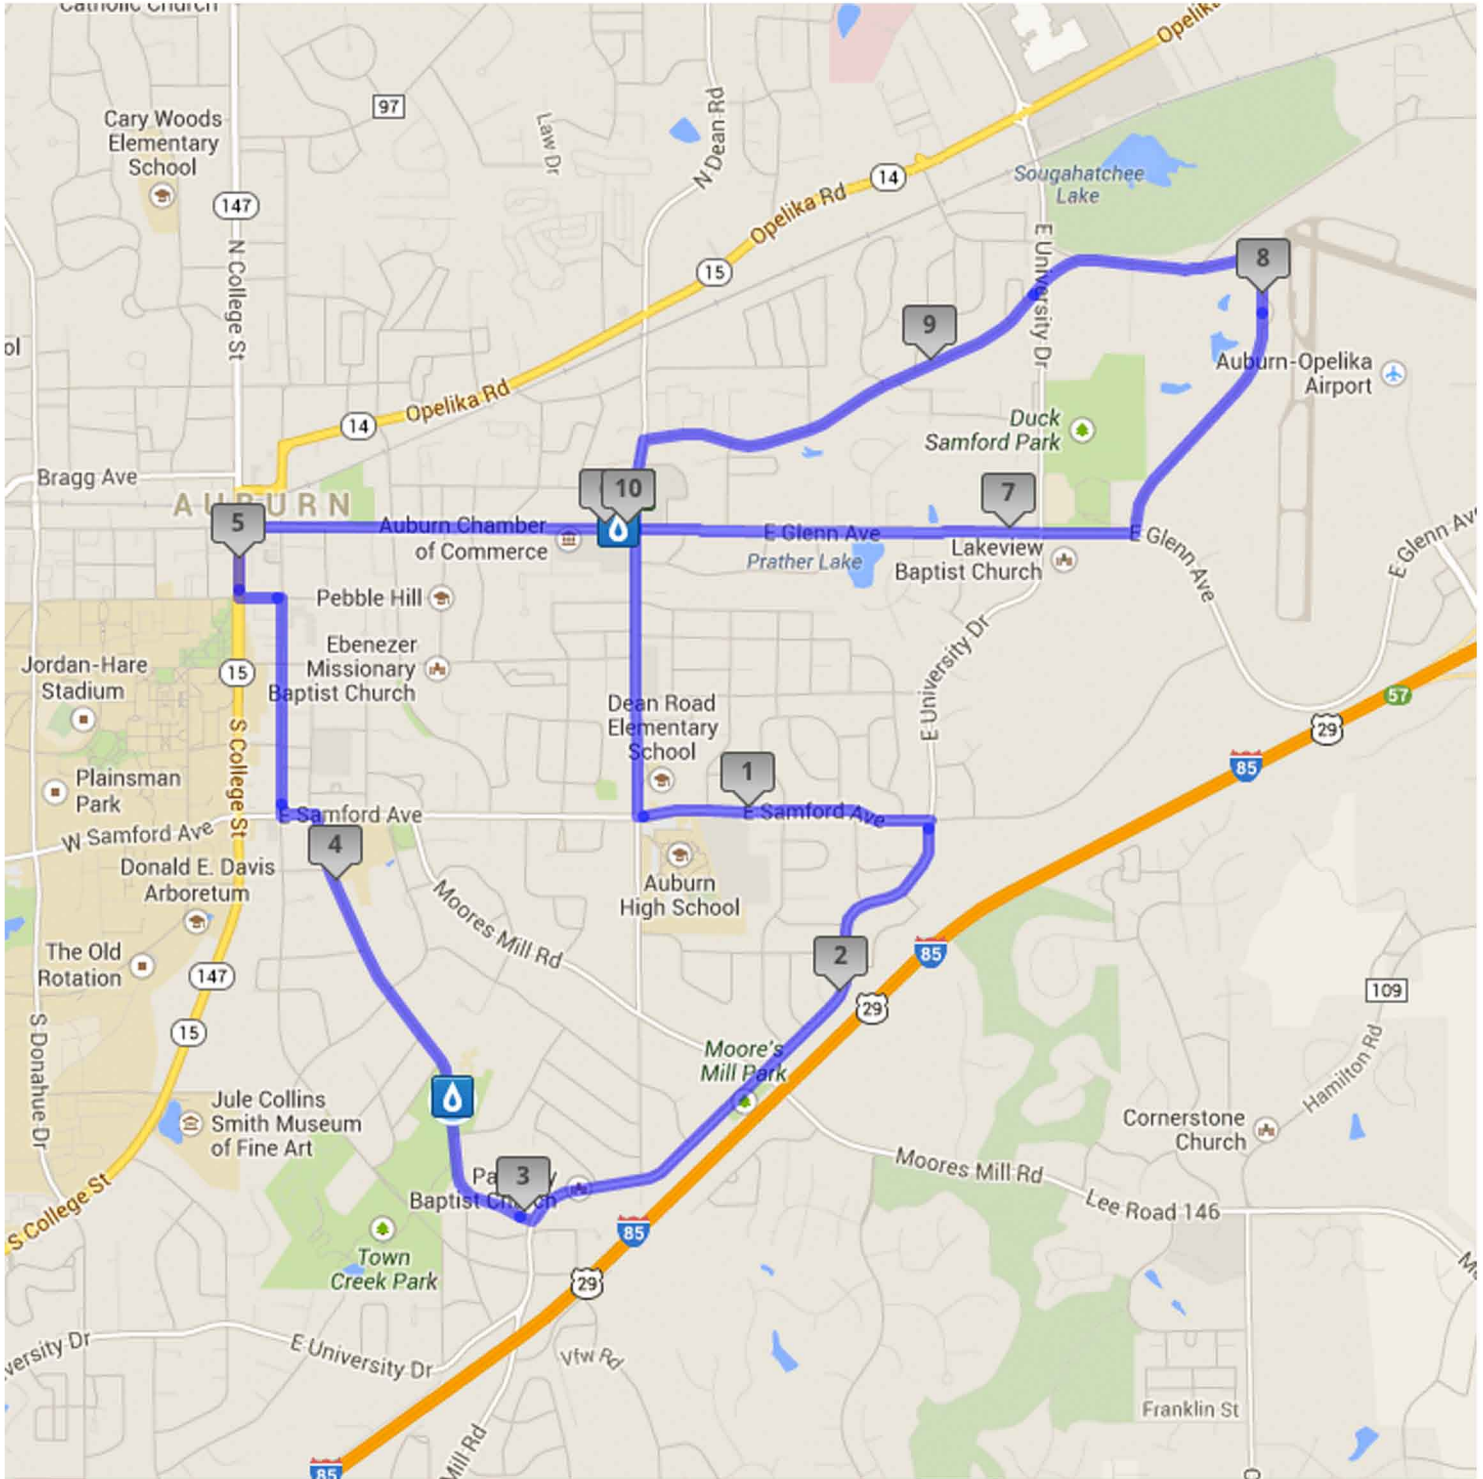 Catholic Church
Opelik
97
Cary Woods
Elementary
School
Law Dr
N Dean Rd
14
Sougahatchee
Lake
147
Opelika Rd
N College St
E University Dr
15
8
9
ol
Auburn-Opelika
Airport
Opelika Rd
14
Duck
Samford Park
Bragg Ave
10
7
AUBURN
5
Auburn Chamber
of Commerce
E Glenn Ave
E Glenn Ave
E Glenn Av
Prather Lake
Lakeview
Baptist Church
Pebble Hill
Ebenezer
Missionary
Baptist Church
E University Dr
Jordan-Hare
Stadium
15
57
Dean Road
Elementary
School
29
S College St
85
Plainsman
Park
1
E Samford Ave
E Samford Ave
W Samford Ave
4
Donald E. Davis
Arboretum
Auburn
High School
Moores Mill Rd
The Old
Rotation
2
85
147
109
29
15
S Donahue Dr
Moore's
Mill Park
Hamilton Rd
Jule Collins
Smith Museum
of Fine Art
Cornerstone
Church
3
Pa y
Baptist Church
Moores Mill Rd
S College St
Lee Road 146
85
Town
Creek Park
29
versity Dr
E University Dr
Vfw Rd
Franklin St
Mill Rd
85